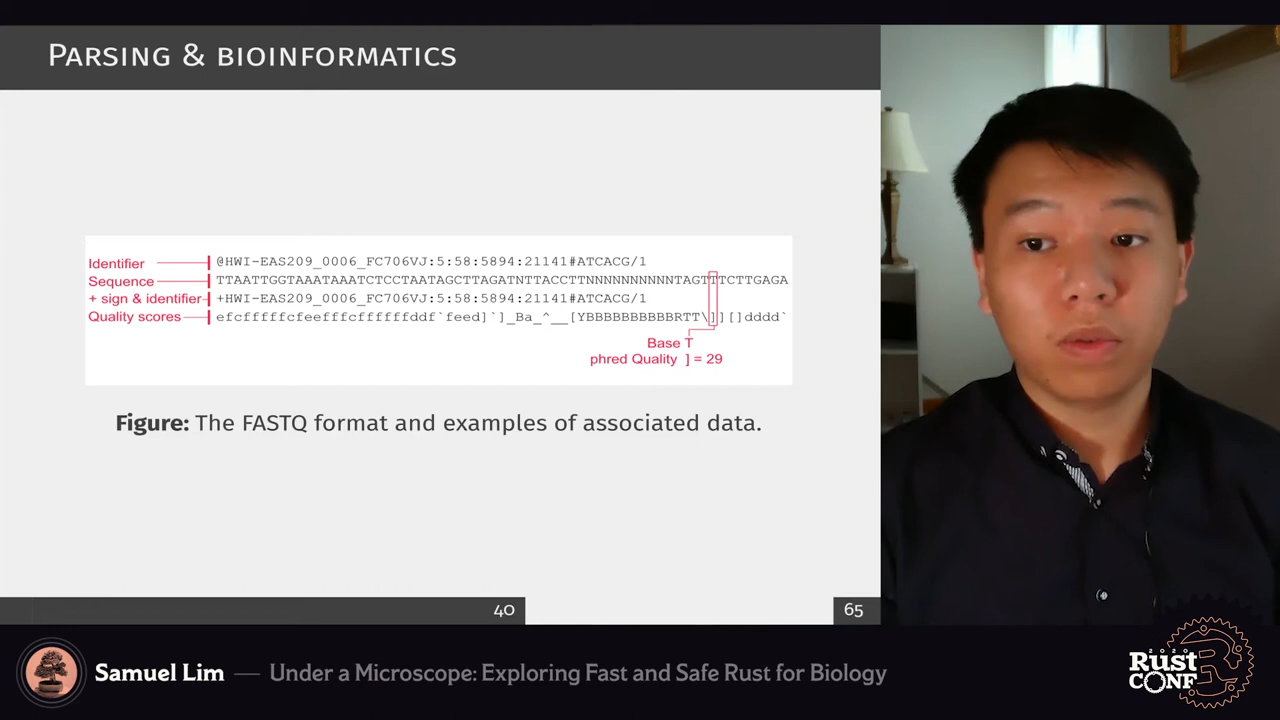 PARSING & BIOINFORMATICS
Identifier
@HWI-EAS209_0006_FC706VJ:5:58:5894:21141#ATCACG/1
Sequence
TTAATTGGTAAATAAATCTCCTAATAGCTTAGATNTTACCTTNNNNNNNNNNTAGTTTCTTGAGA
+ sign & identifier
+HWI-EAS209_0006_FC706VJ:5:58:5894:21141#ATCACG/1
Quality scores
efcfffffcfeefffcffffffddf`feed]`]_Ba_^__[YBBBBBBBBBBRTT\]][]dddd`
Base T
phred Quality ] = 29
Figure: The FASTQ format and examples of associated data.
40
65
Samuel Lim — Under a Microscope: Exploring Fast and Safe Rust for Biology
2020
RUST
CONF